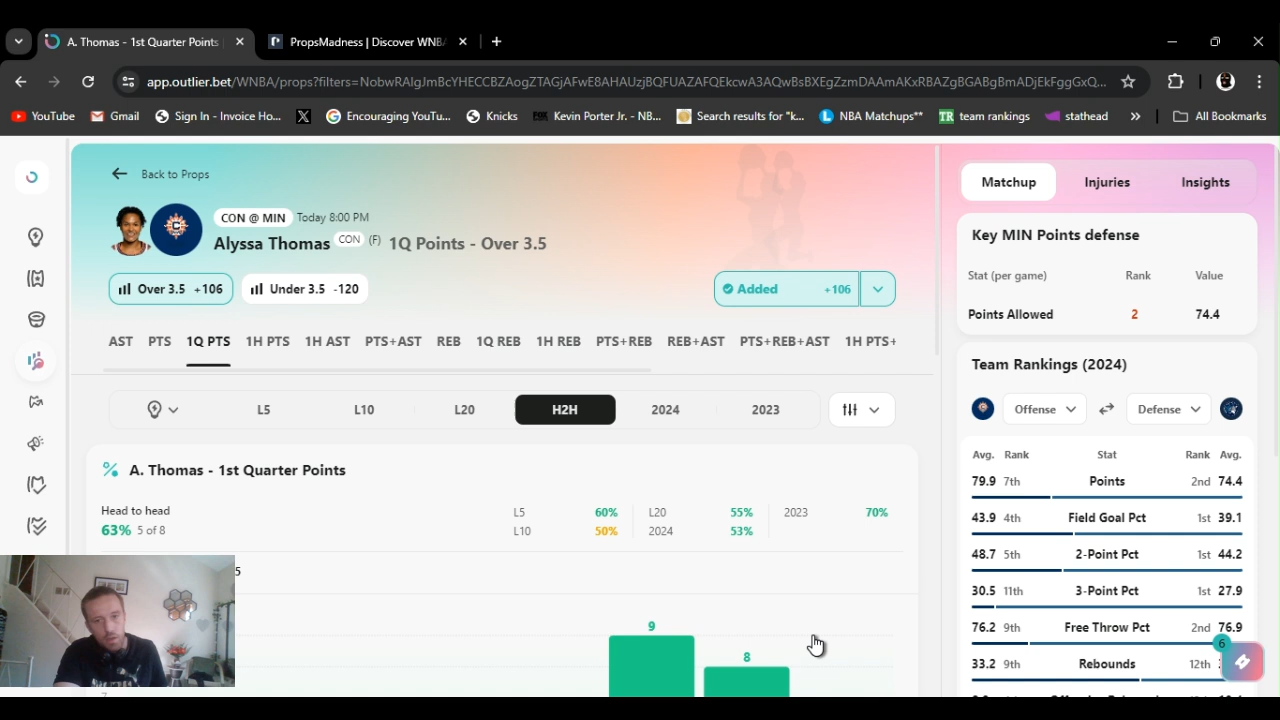 A. Thomas - 1st Quarter Points
PropsMadness | Discover WNB
app.outlier.bet/WNBA/props?filters=NobwRAlgJmBcYHECCBZAogZTAGjAFwE8AHAUzjBQFUAZAFQEkcwA3AQwBsBXEgZzmDAAmAKxRBAZgBGABgBmADjEkFggGxQ...
YouTube
Gmail
Sign In - Invoice Ho...
Encouraging YouTu...
Knicks
Kevin Porter Jr. - NB...
Search results for "k...
NBA Matchups**
TR
team rankings
stathead
»
All Bookmarks
Back to Props
CON @ MIN Today 8:00 PM
Alyssa Thomas CON (F) 1Q Points - Over 3.5
Over 3.5 +106
Under 3.5 -120
Added +106
AST PTS 1Q PTS 1H PTS 1H AST PTS+AST REB 1Q REB 1H REB PTS+REB REB+AST PTS+REB+AST 1H PTS+
L5 L10 L20 H2H 2024 2023
A. Thomas - 1st Quarter Points
Head to head
63% 5 of 8
L5 60% L20 55% 2023 70%
L10 50% 2024 53%
5
9
8
7
Matchup Injuries Insights
Key MIN Points defense
Stat (per game) Rank Value
Points Allowed 2 74.4
Team Rankings (2024)
Offense Defense
Avg. Rank Stat Rank Avg.
79.9 7th Points 2nd 74.4
43.9 4th Field Goal Pct 1st 39.1
48.7 5th 2-Point Pct 1st 44.2
30.5 11th 3-Point Pct 1st 27.9
76.2 9th Free Throw Pct 2nd 76.9
6
33.2 9th Rebounds 12th